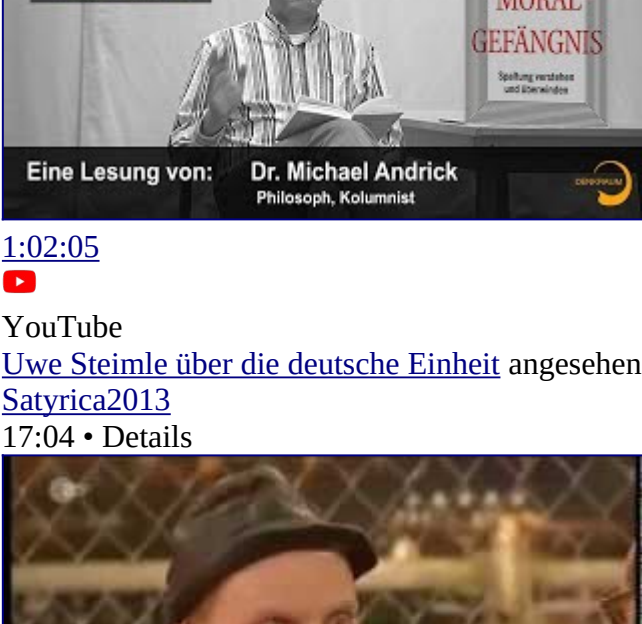 MORAL
GEFÄNGNIS
Spaltung verstehen
und überwinden
Eine Lesung von: Dr. Michael Andrick
Philosoph, Kolumnist
DENKRAUM
1:02:05
YouTube
Uwe Steimle über die deutsche Einheit angesehen
Satyrica2013
17:04 • Details